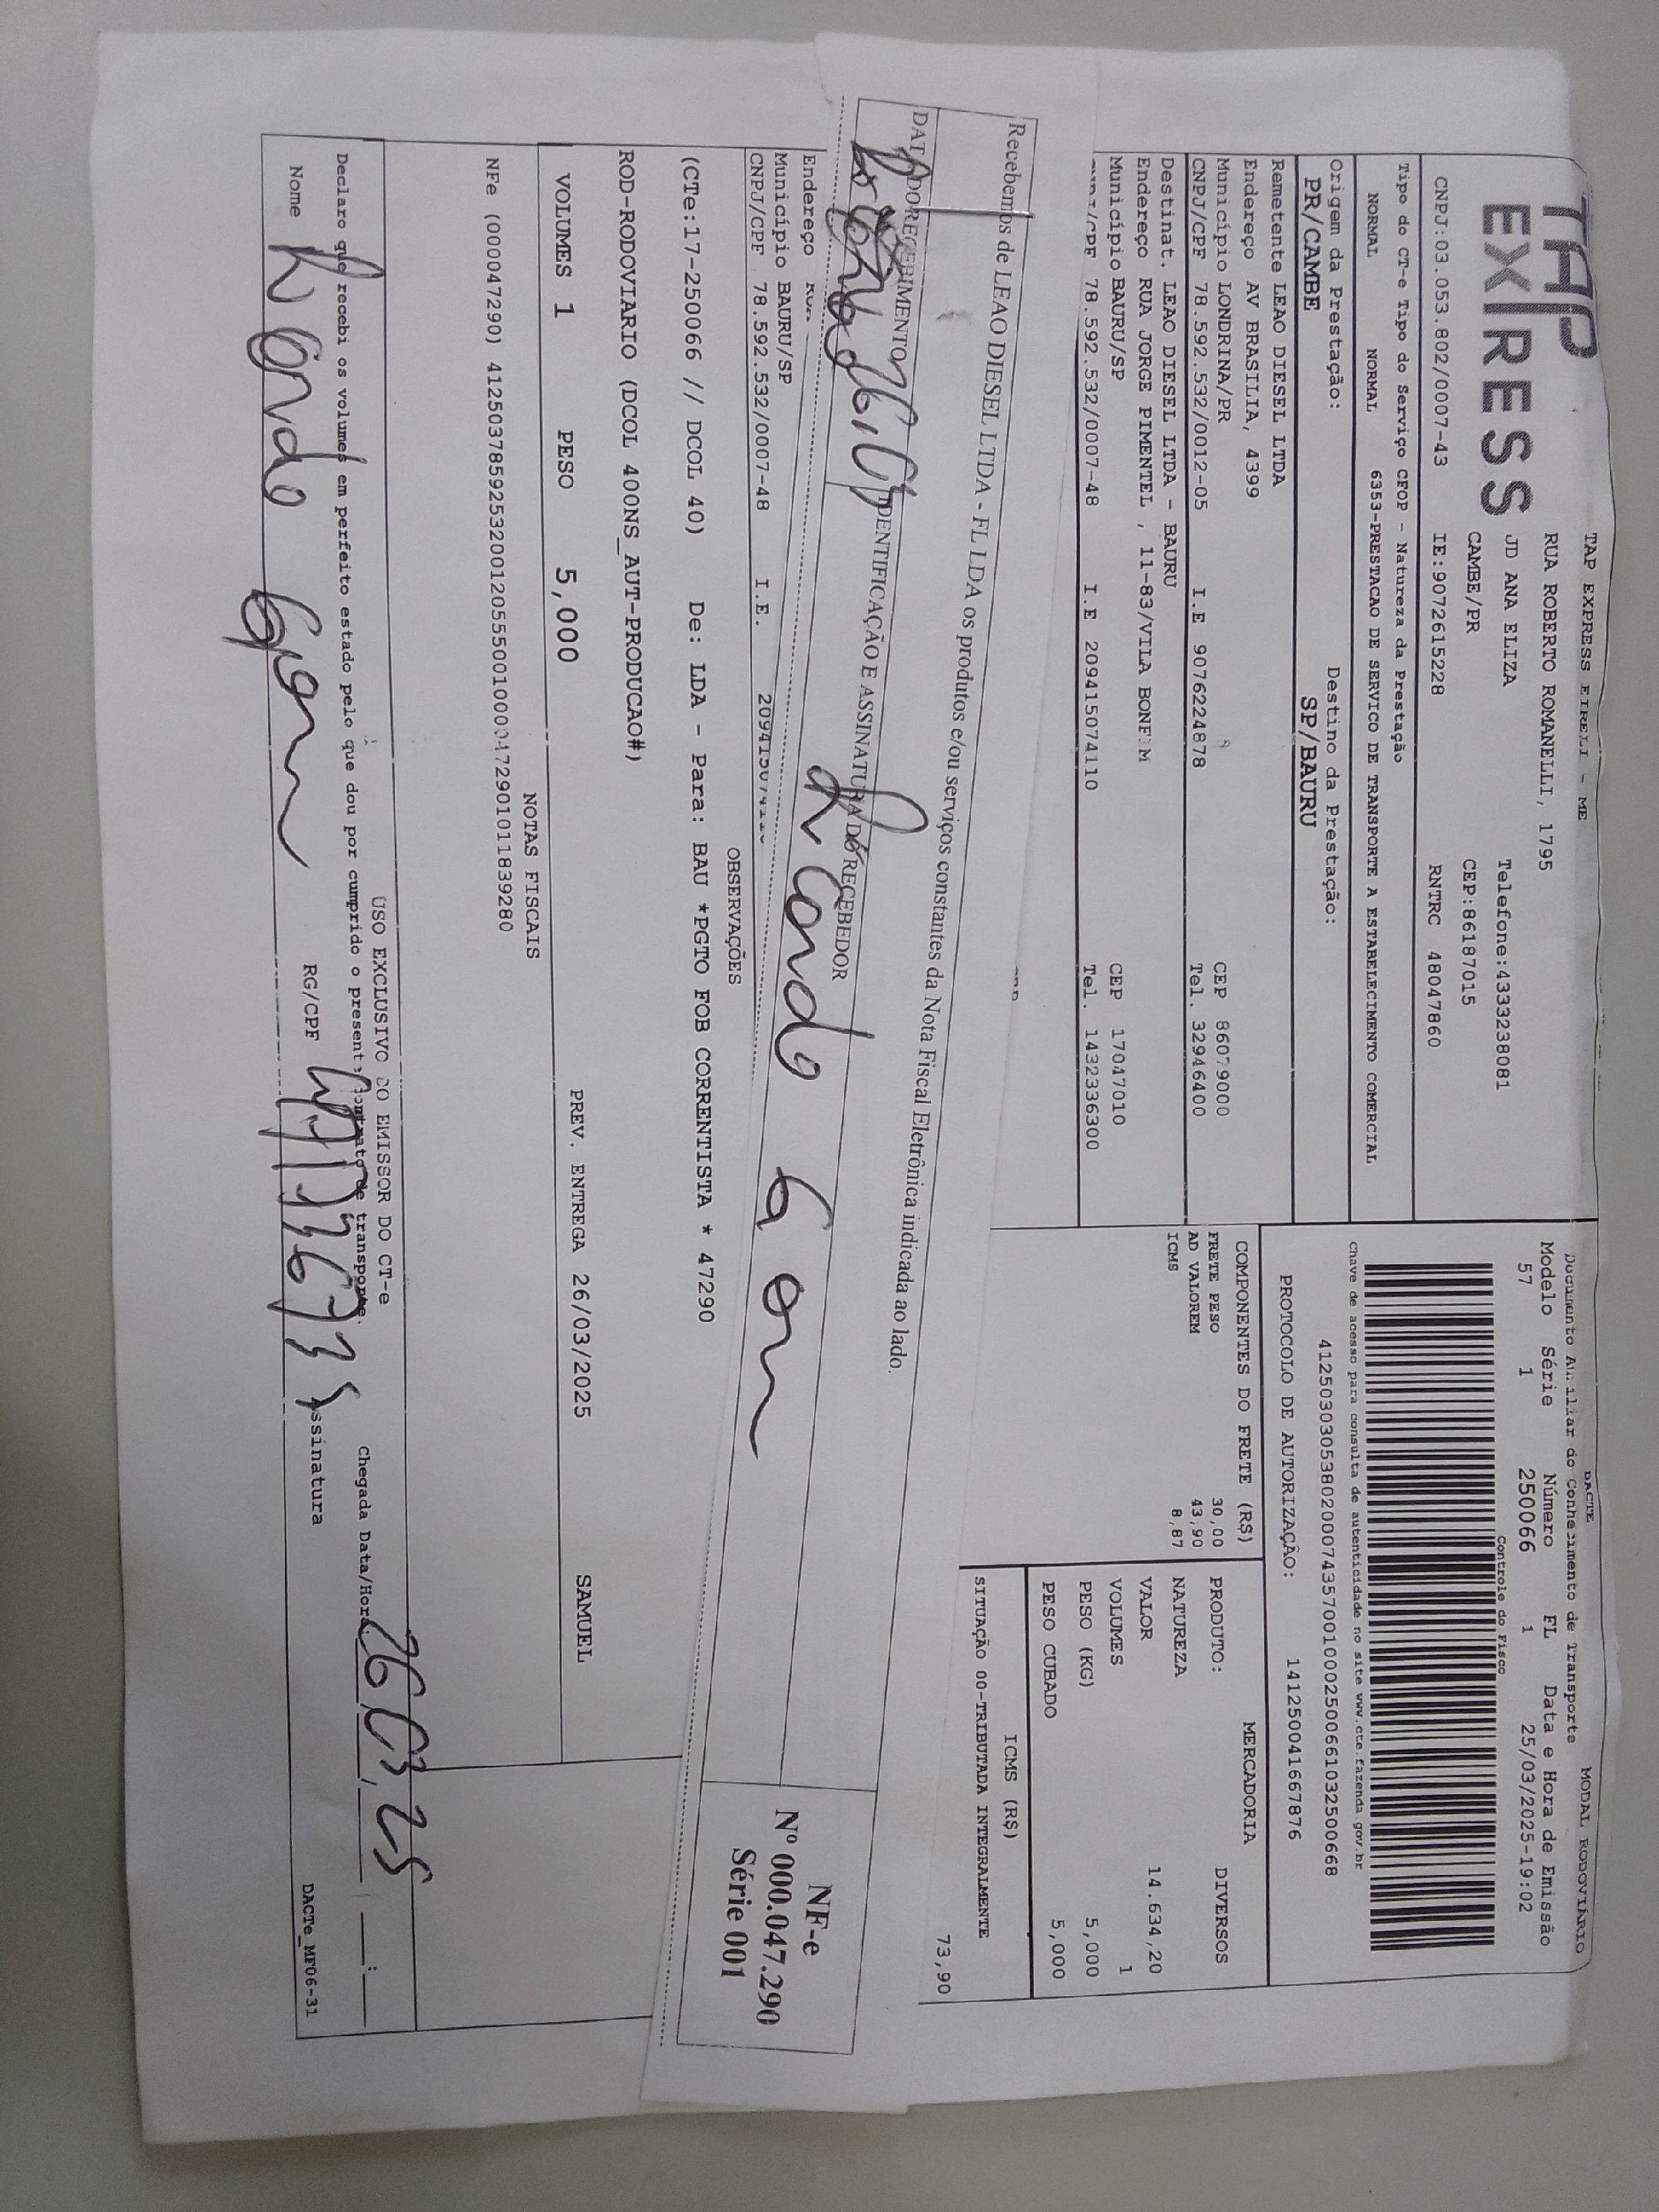 TAP EXPRESS
TAP EXPRESS EIRELI - ME
RUA ROBERTO ROMANELLI, 1795
JD ANA ELIZA Telefone:4333238081
CAMBE/PR CEP:86187015
CNPJ:03.053.802/0007-43 IE:9072615228 RNTRC 48047860
Tipo do CT-e Tipo do Serviço CFOP - Natureza da Prestação
NORMAL NORMAL 6353-PRESTACAO DE SERVICO DE TRANSPORTE A ESTABELECIMENTO COMERCIAL
Origem da Prestação: Destino da Prestação:
PR/CAMBE SP/BAURU
Remetente LEAO DIESEL LTDA
Endereço AV BRASILIA, 4399
Município LONDRINA/PR CEP 86079000
CNPJ/CPF 78.592.532/0012-05 I.E 9076224878 Tel. 32946400
Destinat. LEAO DIESEL LTDA - BAURU
Endereço RUA JORGE PIMENTEL , 11-83/VILA BONFIM
Município BAURU/SP CEP 17047010
CNPJ/CPF 78.592.532/0007-48 I.E 209415074110 Tel. 1432336300
DACTE MODAL RODOVIÁRIO
Documento Auxiliar do Conhecimento de Transporte
Modelo Série Número FL Data e Hora de Emissão
57 1 250066 1 25/03/2025-19:02
Controle do Fisco
Chave de acesso para consulta de autenticidade no site www.cte.fazenda.gov.br
41250303053802000743570010002500661032500668
PROTOCOLO DE AUTORIZAÇÃO: 141250041667876
COMPONENTES DO FRETE (R$)
FRETE PESO 30,00
AD VALOREM 43,90
ICMS 8,87
MERCADORIA
PRODUTO: DIVERSOS
NATUREZA
VALOR 14.634,20
VOLUMES 1
PESO (KG) 5,000
PESO CUBADO 5,000
ICMS (R$)
SITUAÇÃO 00-TRIBUTADA INTEGRALMENTE
73,90
Recebemos de LEAO DIESEL LTDA - FL LDA os produtos e/ou serviços constantes da Nota Fiscal Eletrônica indicada ao lado.
IDENTIFICAÇÃO E ASSINATURA DO RECEBEDOR
NF-e
Nº 000.047.290
Série 001
Endereço
Município BAURU/SP
CNPJ/CPF 78.592.532/0007-48 I.E. 209415074110
OBSERVAÇÕES
(CTe:17-250066 // DCOL 40) De: LDA - Para: BAU *PGTO FOB CORRENTISTA * 47290
ROD-RODOVIARIO (DCOL 400NS_AUT-PRODUCAO#)
VOLUMES 1 PESO 5,000 PREV. ENTREGA 26/03/2025 SAMUEL
NOTAS FISCAIS
NFe (000047290) 41250378592532001205550010000472901011839280
USO EXCLUSIVO DO EMISSOR DO CT-e
Declaro que recebi os volumes em perfeito estado pelo que dou por cumprido o presente contrato de transporte.
Chegada Data/Hora 26 03 25
Nome RG/CPF Assinatura
DACTe_MF06-31